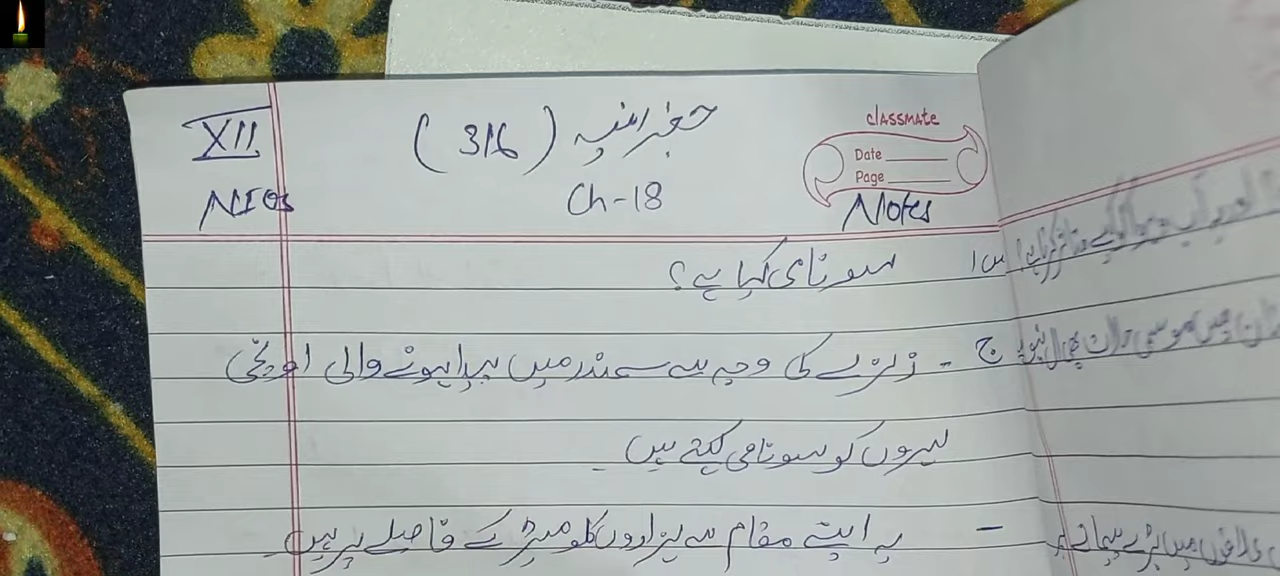 XII جغرافیہ (316)
classmate
Date
Page
NIOS Ch-18 Notes
س۱ سونامی کیا ہے؟
ج - زلزلے کی وجہ سے سمندر میں پیدا ہونے والی اونچی
لہروں کو سونامی کہتے ہیں۔
- یہ اپنے مقام سے ہزاروں کلومیٹر کے فاصلے پر ہیں